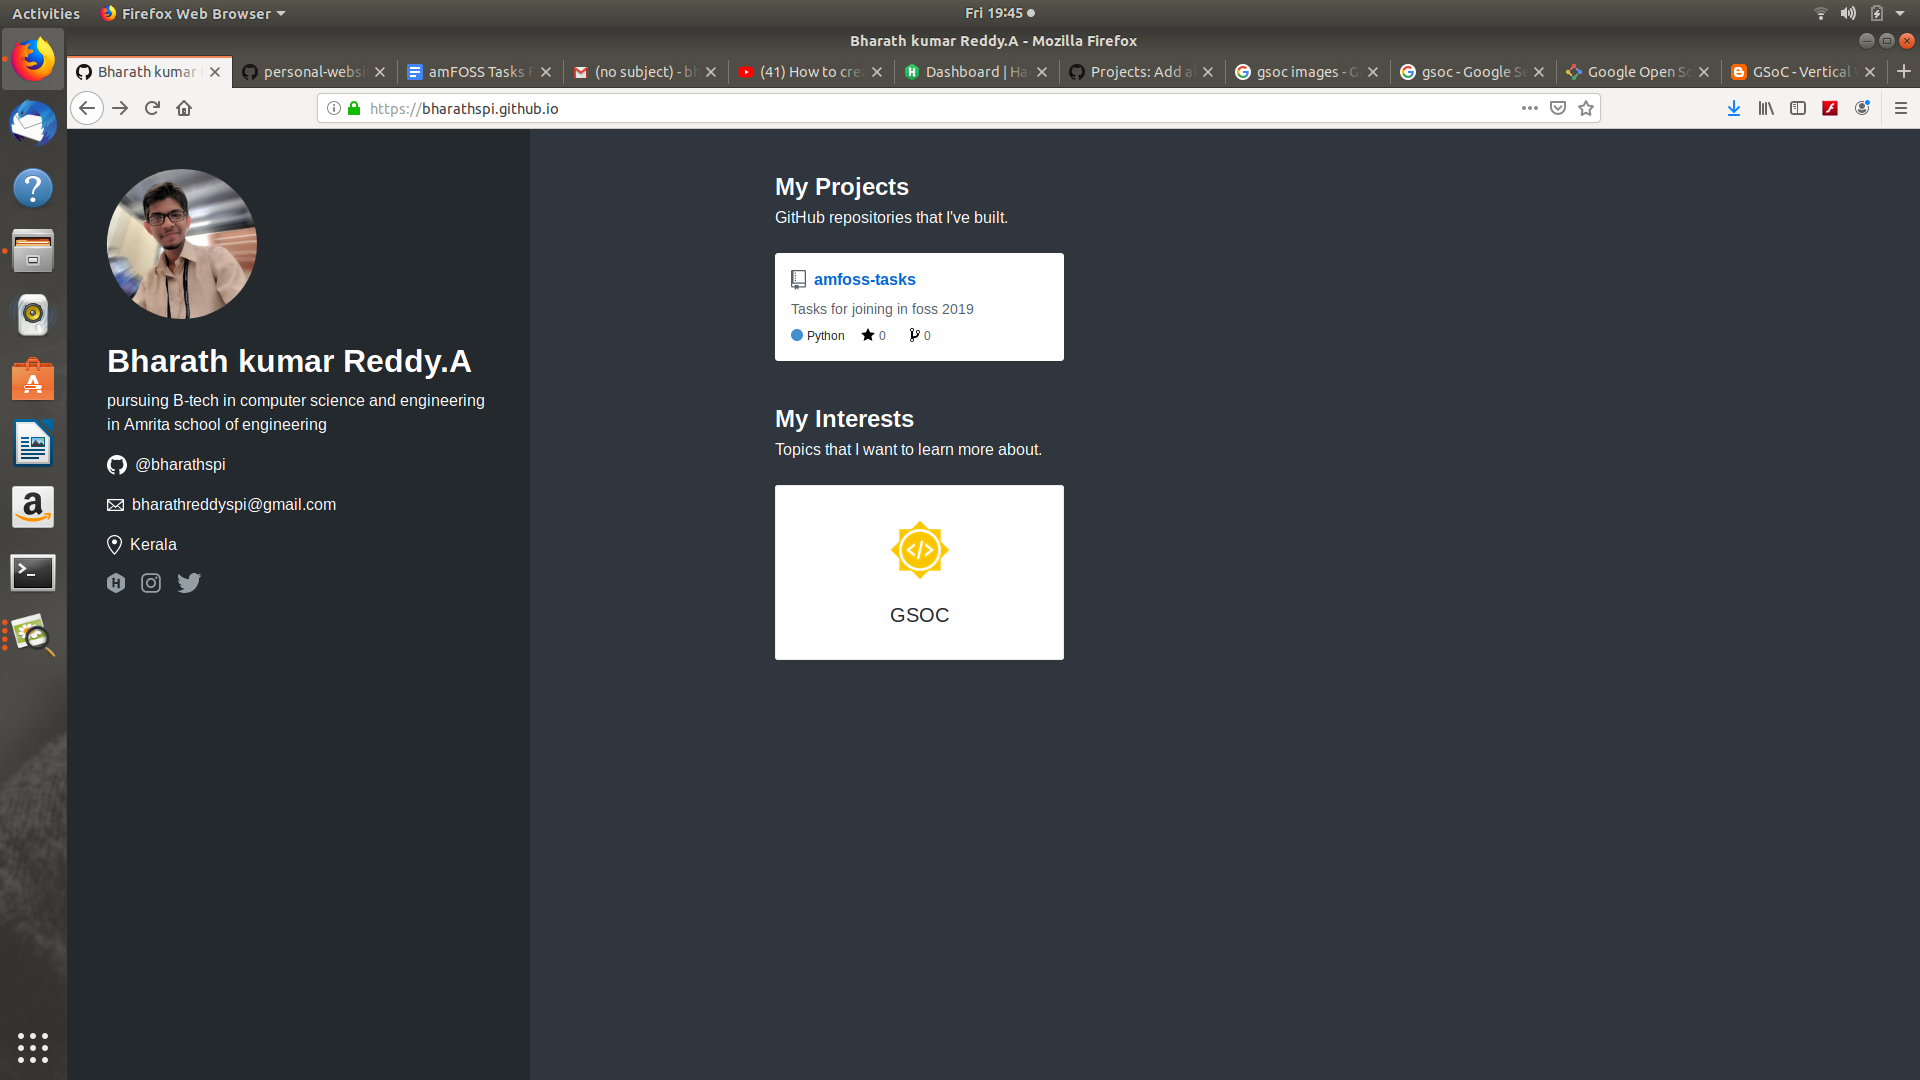 Activities
Firefox Web Browser
Fri 19:45
Bharath kumar Reddy.A - Mozilla Firefox
Bharath kumar
personal-websi
amFOSS Tasks
(no subject) - bh
(41) How to cre
Dashboard | Ha
Projects: Add a
gsoc images - G
gsoc - Google Se
Google Open So
GSoC - Vertical
https://bharathspi.github.io
Bharath kumar Reddy.A
pursuing B-tech in computer science and engineering
in Amrita school of engineering
@bharathspi
bharathreddyspi@gmail.com
Kerala
My Projects
GitHub repositories that I've built.
amfoss-tasks
Tasks for joining in foss 2019
Python 0 0
My Interests
Topics that I want to learn more about.
</> 
GSOC